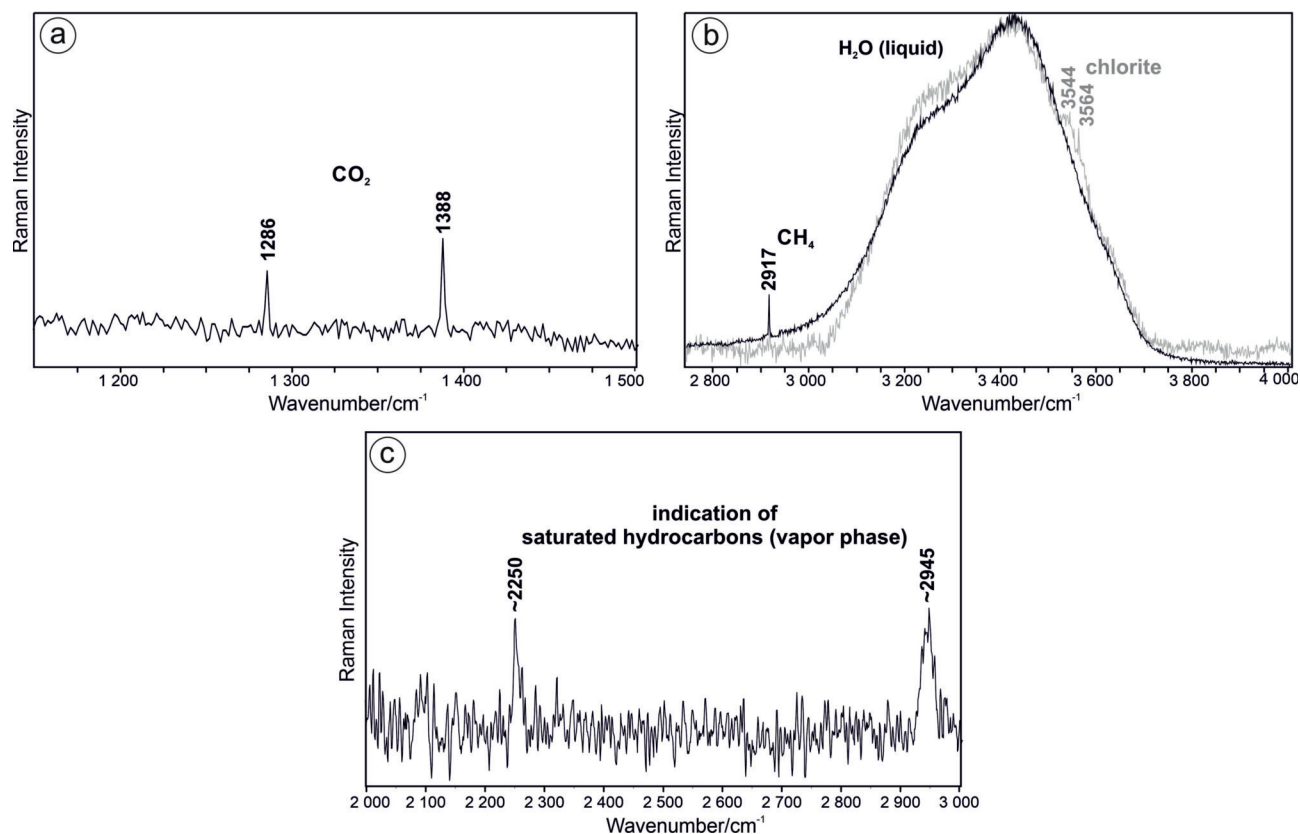 a
Raman Intensity
CO₂
1286
1388
1 200
1 300
1 400
1 500
Wavenumber/cm⁻¹
b
Raman Intensity
H₂O (liquid)
3544
3564
chlorite
CH₄
2917
2 800
3 000
3 200
3 400
3 600
3 800
4 000
Wavenumber/cm⁻¹
c
Raman Intensity
indication of
saturated hydrocarbons (vapor phase)
~2250
~2945
2 000
2 100
2 200
2 300
2 400
2 500
2 600
2 700
2 800
2 900
3 000
Wavenumber/cm⁻¹